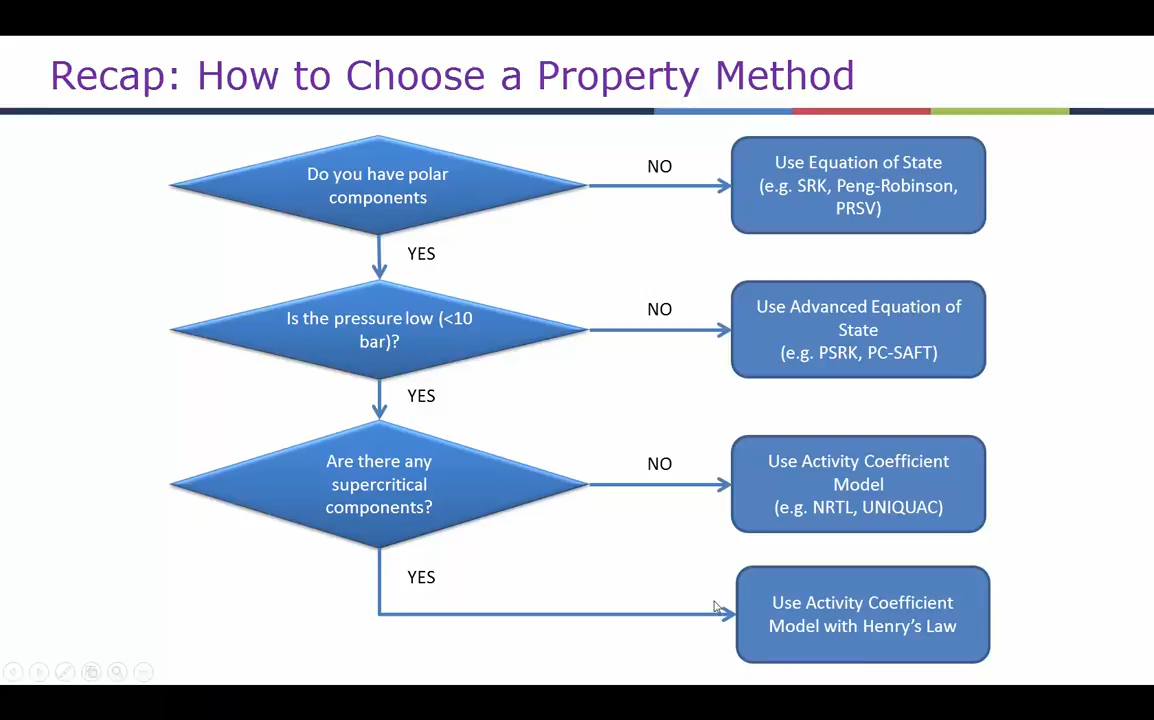 Recap: How to Choose a Property Method
Do you have polar
components
NO
Use Equation of State
(e.g. SRK, Peng-Robinson,
PRSV)
YES
Is the pressure low (<10
bar)?
NO
Use Advanced Equation of
State
(e.g. PSRK, PC-SAFT)
YES
Are there any
supercritical
components?
NO
Use Activity Coefficient
Model
(e.g. NRTL, UNIQUAC)
YES
Use Activity Coefficient
Model with Henry’s Law